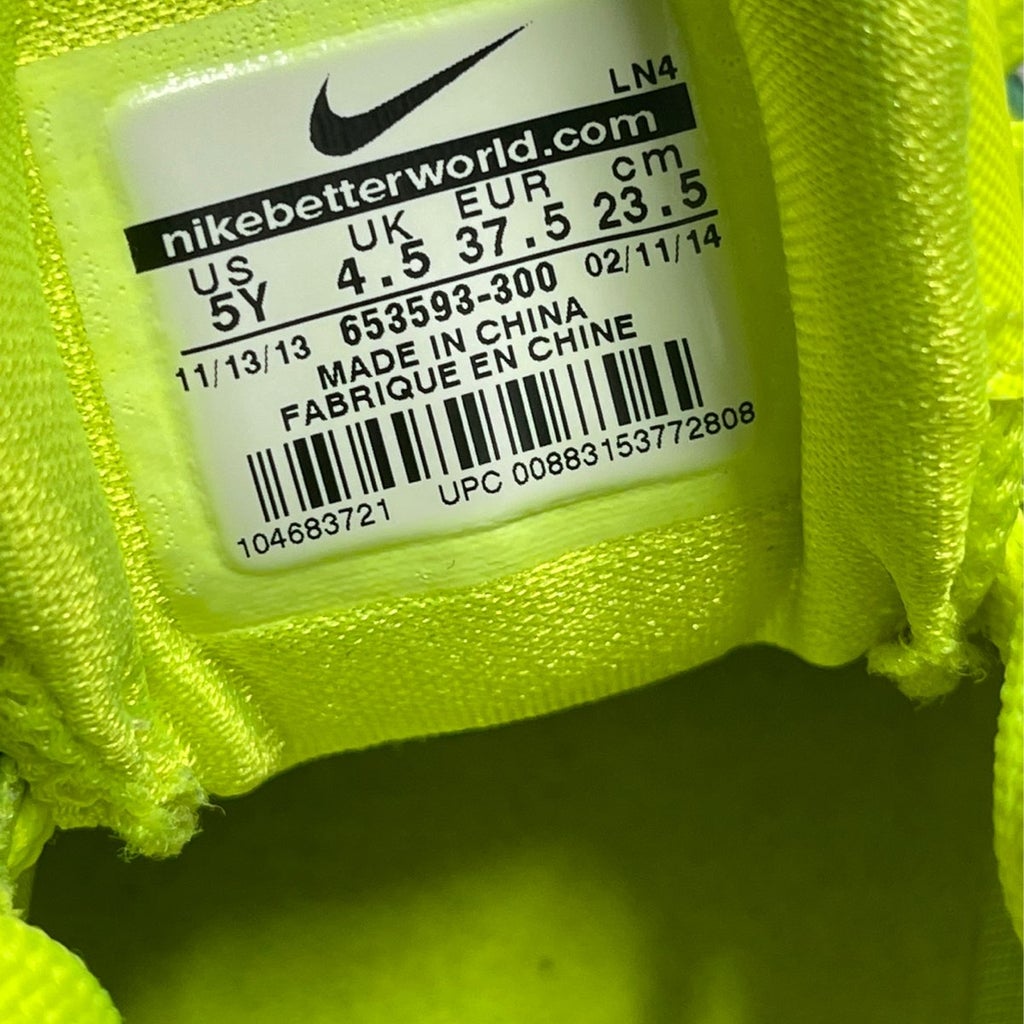 LN4
nikebetterworld.com
US UK EUR cm
5Y 4.5 37.5 23.5
11/13/13 653593-300 02/11/14
MADE IN CHINA
FABRIQUE EN CHINE
104683721 UPC 00883153772808